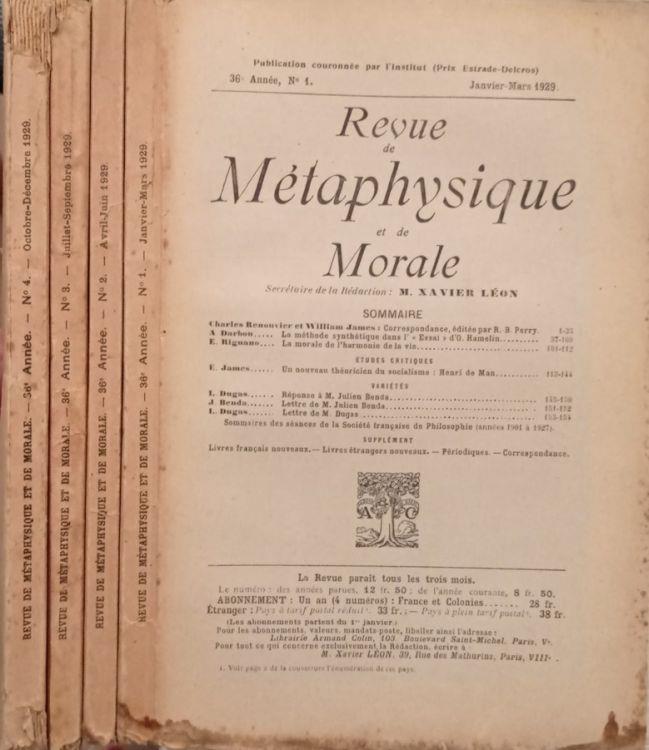 REVUE DE MÉTAPHYSIQUE ET DE MORALE. — 36e Année. — No 4. — Octobre-Décembre 1929.
REVUE DE MÉTAPHYSIQUE ET DE MORALE. — 36e Année. — No 3. — Juillet-Septembre 1929.
REVUE DE MÉTAPHYSIQUE ET DE MORALE. — 36e Année. — No 2. — Avril-Juin 1929.
REVUE DE MÉTAPHYSIQUE ET DE MORALE. — 36e Année. — No 1. — Janvier-Mars 1929.
Publication couronnée par l'Institut (Prix Estrade-Delcros)
36e Année, No 1. Janvier-Mars 1929.
Revue
de
Métaphysique
et de
Morale
Secrétaire de la Rédaction : M. XAVIER LÉON
SOMMAIRE
Charles Renouvier et William James : Correspondance, éditée par R. B. Perry. 1-35
A Darbon..... La méthode synthétique dans l' « Essai » d'O. Hamelin......... 37-100
E. Rignano.... La morale de l'harmonie de la vie........................ 101-112
ÉTUDES CRITIQUES
E. James...... Un nouveau théoricien du socialisme : Henri de Man......... 113-144
VARIÉTÉS
L. Dugas...... Réponse à M. Julien Benda.............................. 145-150
J. Benda...... Lettre de M. Julien Benda.............................. 151-152
L. Dugas...... Lettre de M. Dugas.................................... 153-154
Sommaires des séances de la Société française de Philosophie (années 1901 à 1927).
SUPPLÉMENT
Livres français nouveaux. — Livres étrangers nouveaux. — Périodiques. — Correspondance.
A C
La Revue paraît tous les trois mois.
Le numéro : des années parues, 12 fr. 50 ; de l'année courante, 8 fr. 50.
ABONNEMENT : Un an (4 numéros) : France et Colonies....... 28 fr.
Étranger : Pays à tarif postal réduit1. 33 fr. ; — Pays à plein tarif postal1. 38 fr.
(Les abonnements partent du 1er janvier.)
Pour les abonnements, valeurs, mandats-poste, libeller ainsi l'adresse :
Librairie Armand Colin, 103, Boulevard Saint-Michel, Paris, Ve.
Pour tout ce qui concerne exclusivement la Rédaction, écrire à
M. Xavier LÉON, 39, Rue des Mathurins, Paris, VIIIe.
1. Voir page 2 de la couverture l'énumération de ces pays.